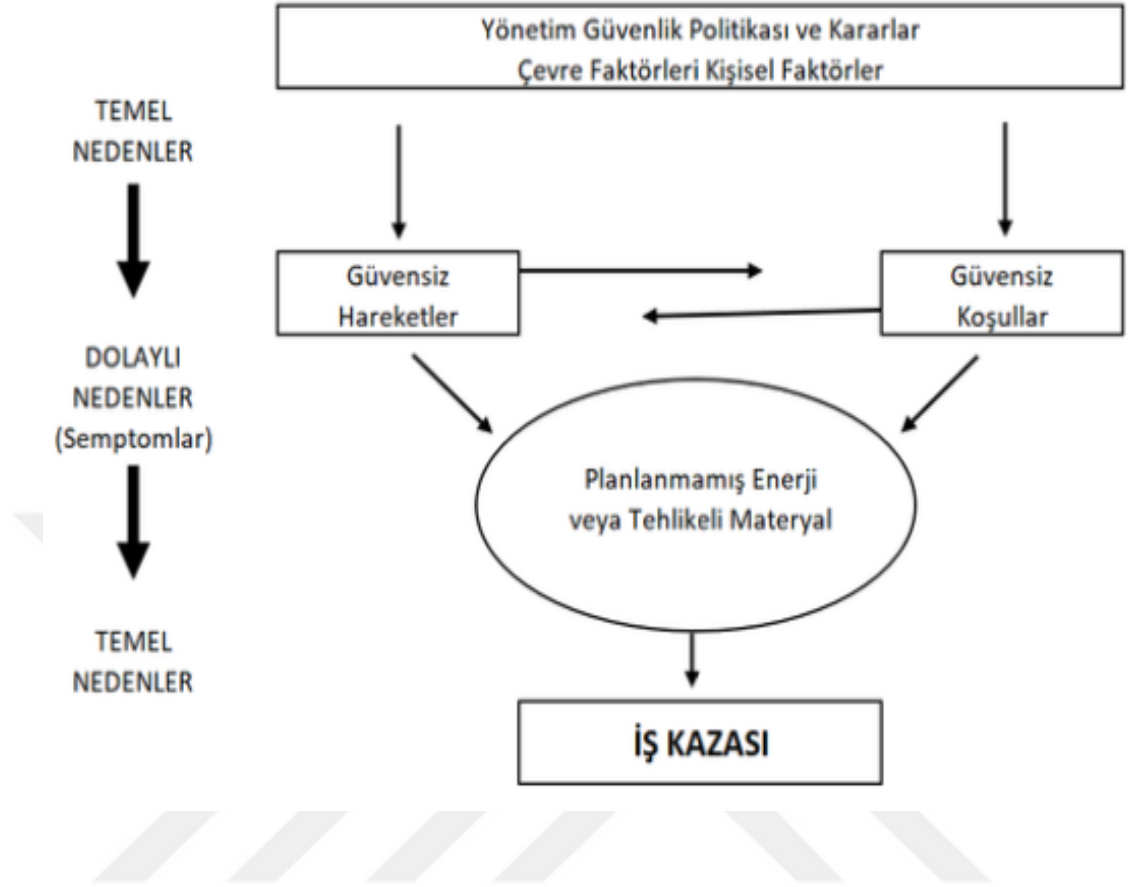 Yönetim Güvenlik Politikası ve Kararlar
Çevre Faktörleri Kişisel Faktörler
TEMEL
NEDENLER
Güvensiz
Hareketler
Güvensiz
Koşullar
DOLAYLI
NEDENLER
(Semptomlar)
Planlanmamış Enerji
veya Tehlikeli Materyal
TEMEL
NEDENLER
İŞ KAZASI